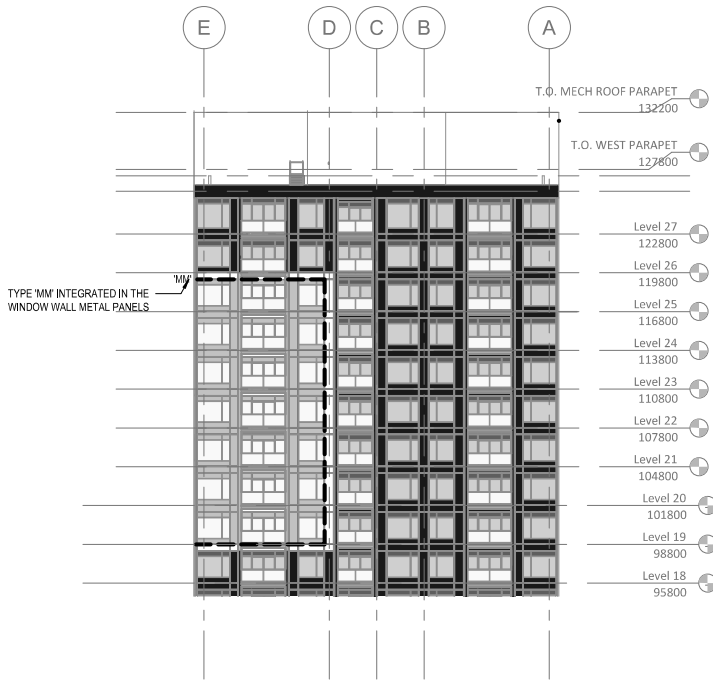 E D C B A
T.O. MECH ROOF PARAPET
132200
T.O. WEST PARAPET
127800
Level 27
122800
Level 26
119800
'MM'
TYPE 'MM' INTEGRATED IN THE
WINDOW WALL METAL PANELS
Level 25
116800
Level 24
113800
Level 23
110800
Level 22
107800
Level 21
104800
Level 20
101800
Level 19
98800
Level 18
95800